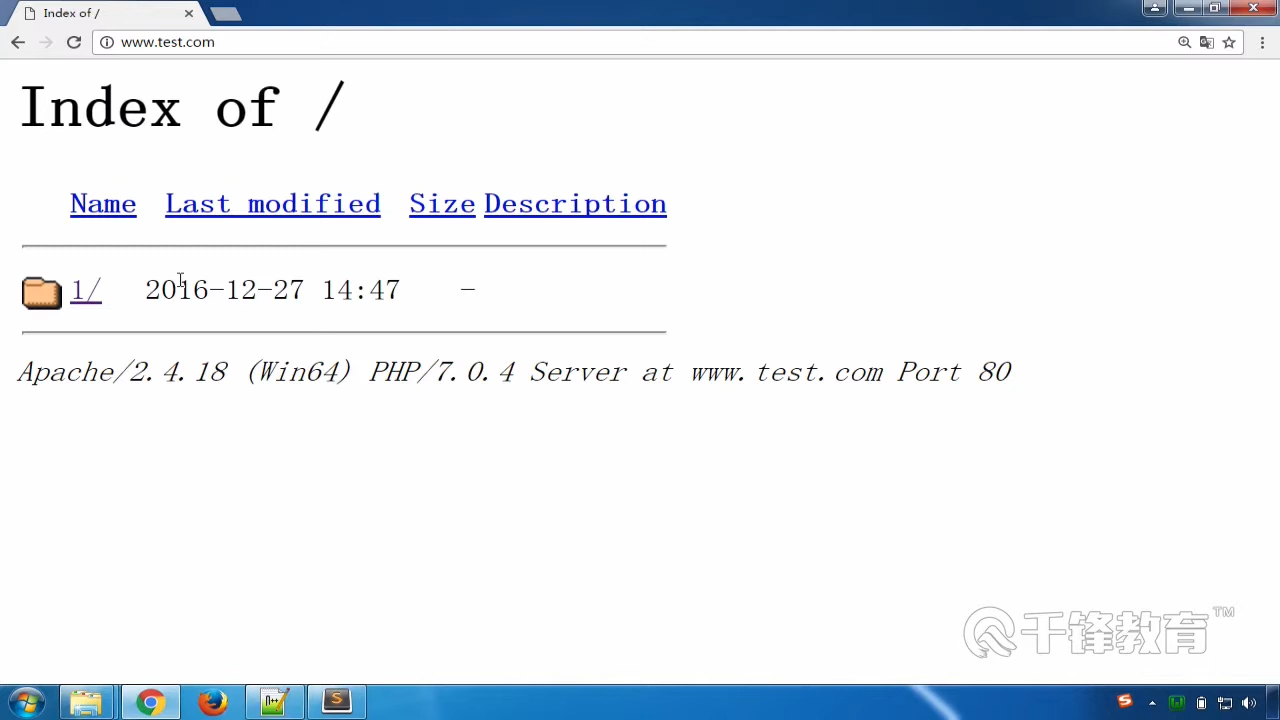 Index of /
www.test.com
Index of /
Name Last modified Size Description
1/ 2016-12-27 14:47 -
Apache/2.4.18 (Win64) PHP/7.0.4 Server at www.test.com Port 80
千锋教育™